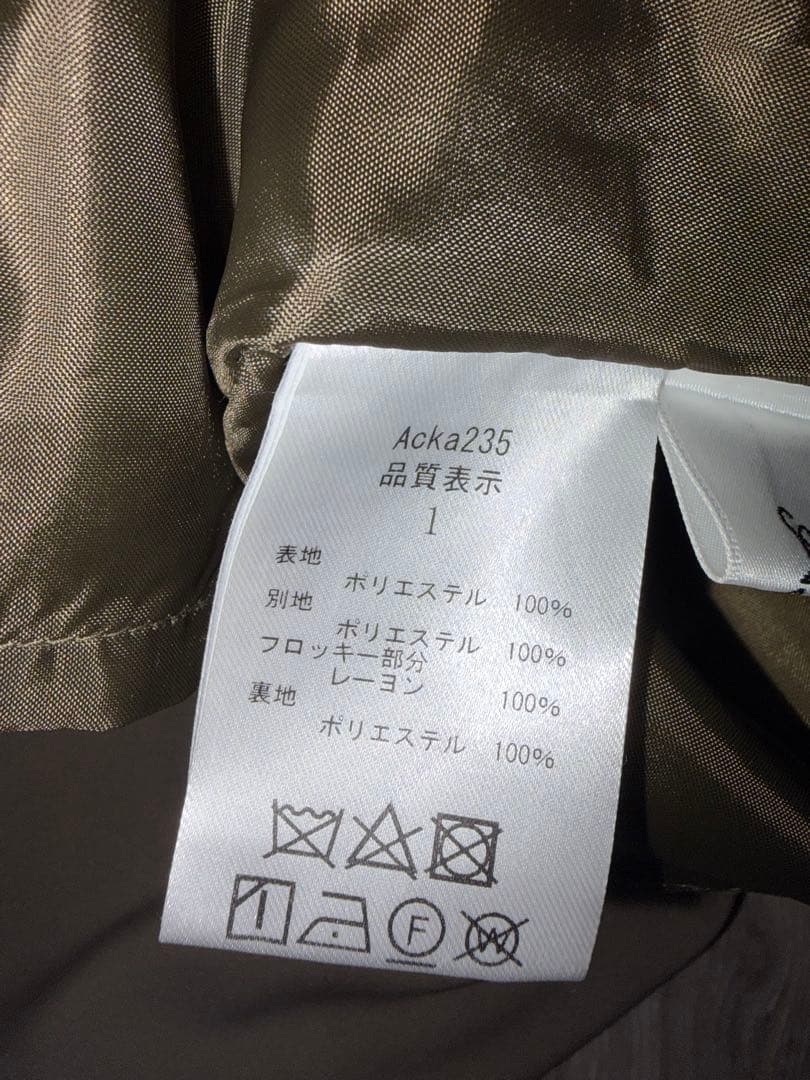 Acka235
品質表示
1
表地
ポリエステル 100%
別地
ポリエステル 100%
フロッキー部分
レーヨン 100%
裏地
ポリエステル 100%
F
W